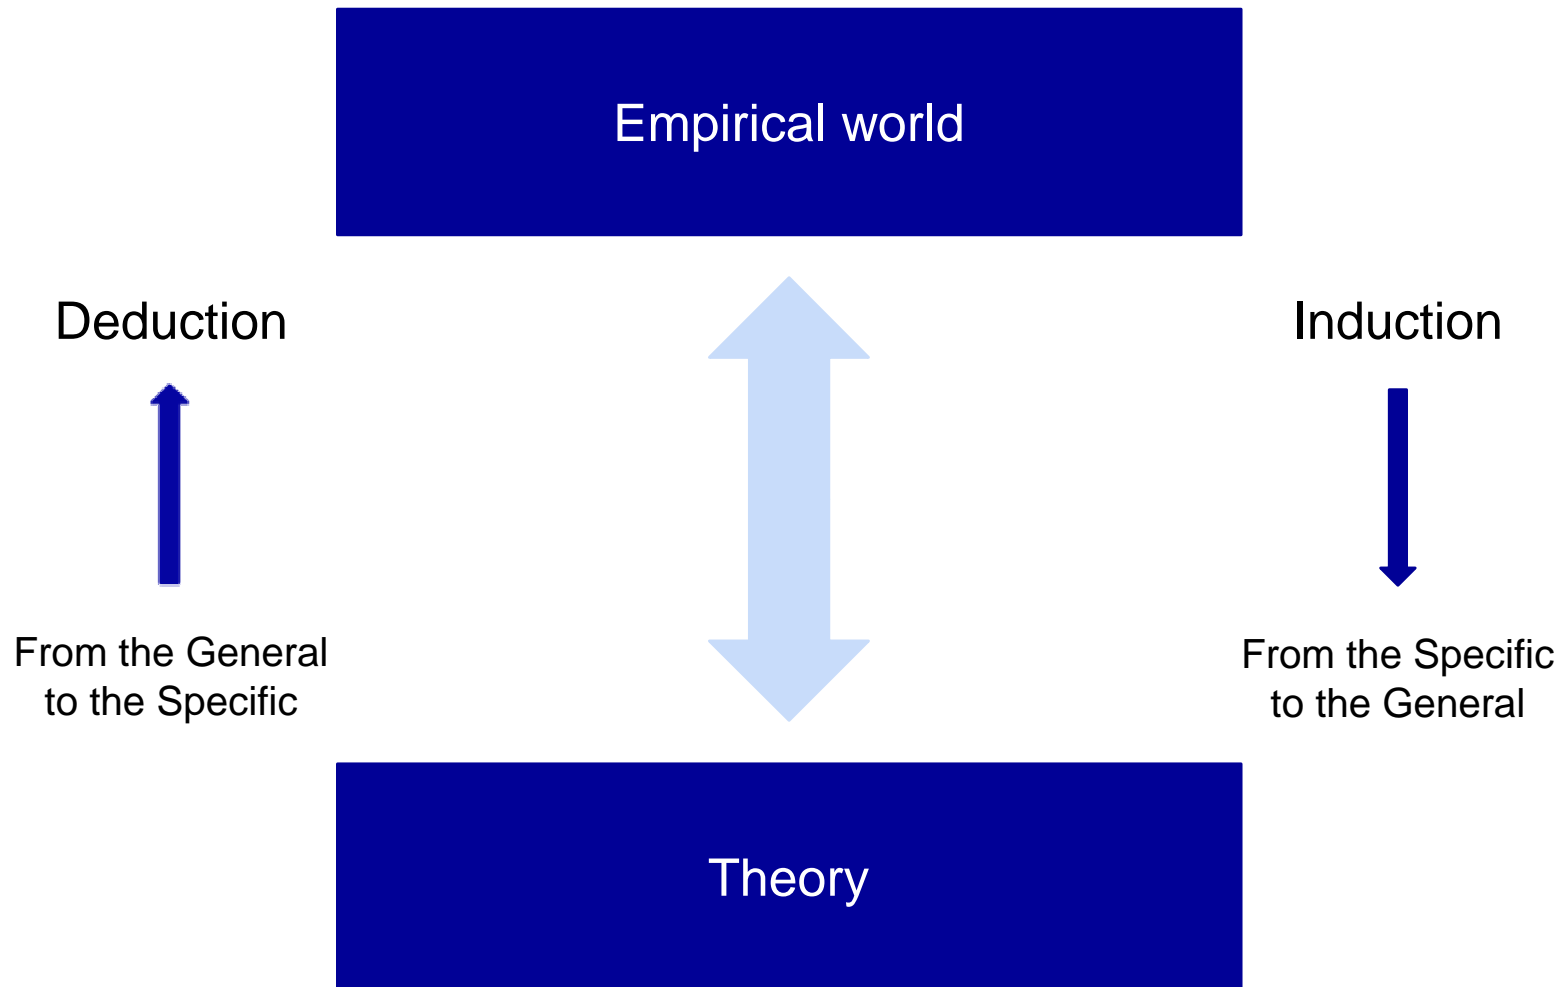 Empirical world
Deduction
Induction
From the General
to the Specific
From the Specific
to the General
Theory